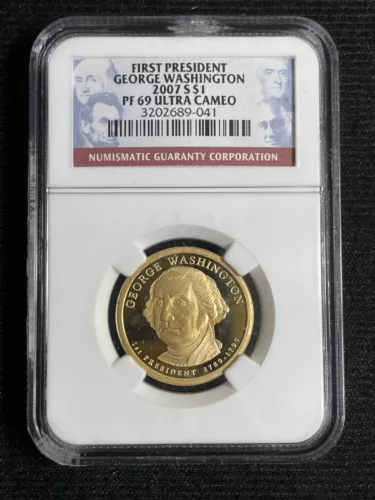 FIRST PRESIDENT
GEORGE WASHINGTON
2007 S $1
PF 69 ULTRA CAMEO
3202689-041
NUMISMATIC GUARANTY CORPORATION
GEORGE WASHINGTON
1st PRESIDENT 1789-1797